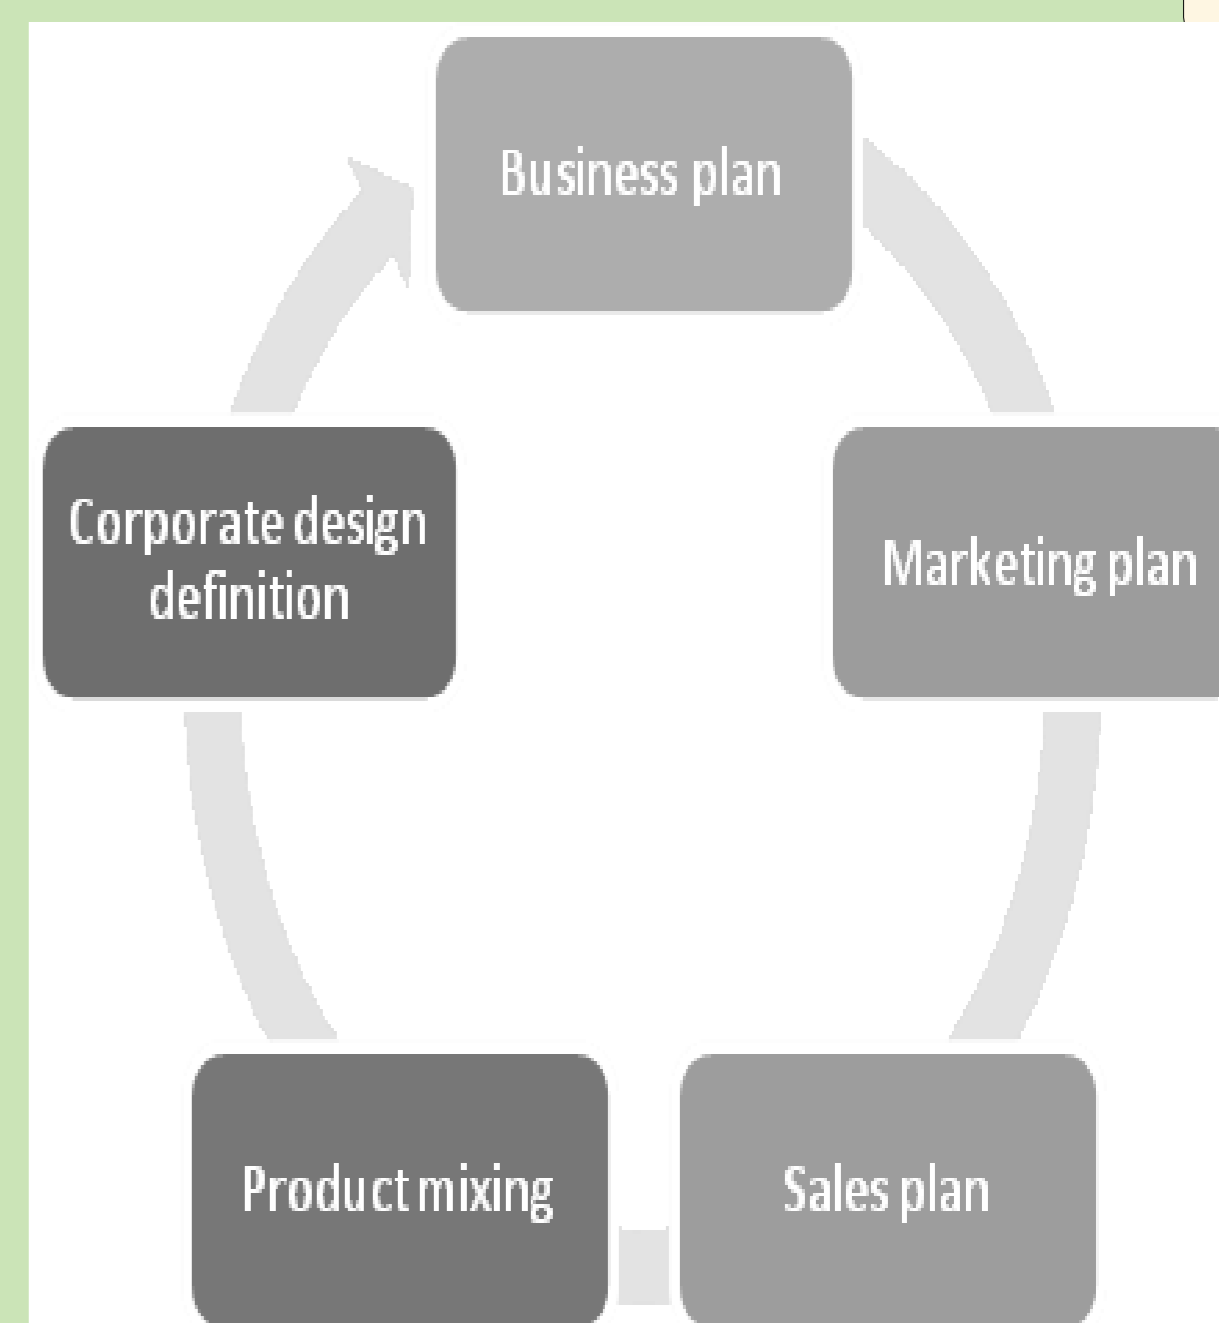 Business plan
Corporate design
definition
Marketing plan
Product mixing
Sales plan